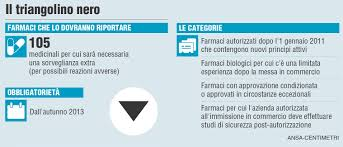 Il triangolino nero
FARMACI CHE LO DOVRANNO RIPORTARE
105
medicinali per cui sarà necessaria
una sorveglianza extra
(per possibili reazioni avverse)
OBBLIGATORIETÀ
Dall'autunno 2013
LE CATEGORIE
Farmaci autorizzati dopo l'1 gennaio 2011
che contengono nuovi principi attivi
Farmaci biologici per cui c'è una limitata
esperienza dopo la messa in commercio
Farmaci con approvazione condizionata
o approvati in circostanze eccezionali
Farmaci per cui l'azienda autorizzata
all'immissione in commercio deve effettuare
studi di sicurezza post-autorizzazione
ANSA-CENTIMETRI